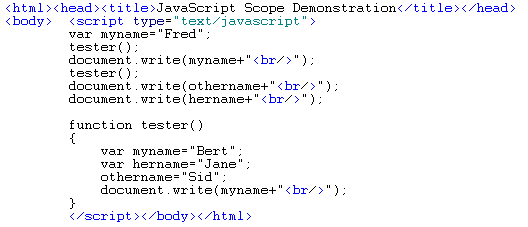 <html><head><title>JavaScript Scope Demonstration</title></head>
<body>  <script type="text/javascript">
        var myname="Fred";
        tester();
        document.write(myname+"<br/>");
        tester();
        document.write(othername+"<br/>");
        document.write(hername+"<br/>");

        function tester()
        {
            var myname="Bert";
            var hername="Jane";
            othername="Sid";
            document.write(myname+"<br/>");
        }
        </script></body></html>